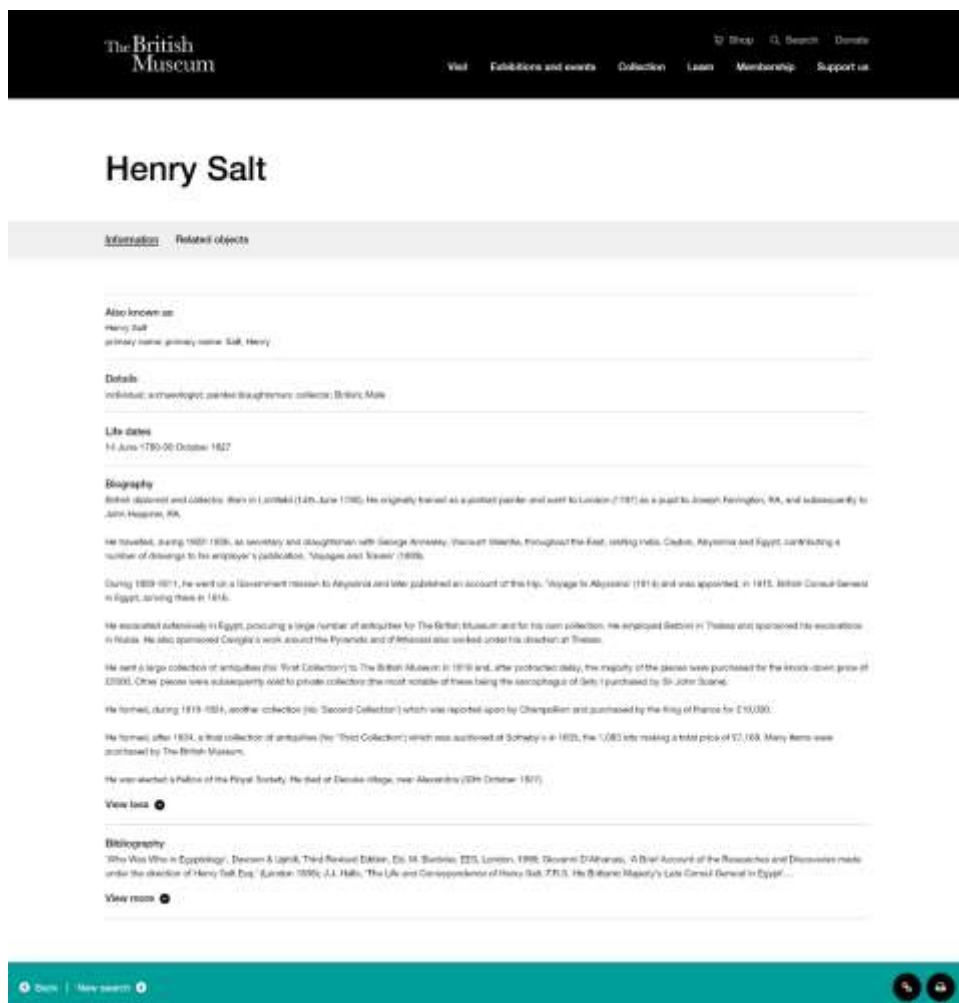 The British
Museum
Shop Search Donate
Visit Exhibitions and events Collection Learn Membership Support us
Henry Salt
Information Related objects
Also known as
Henry Salt
primary name: primary name: Salt, Henry
Details
individual; archaeologist; painter/draughtsman; collector; British; Male
Life dates
14 June 1780-30 October 1827
Biography
British diplomat and collector. Born in Lichfield (14th June 1780). He originally trained as a portrait painter and went to London (1797) as a pupil to Joseph Farington, RA, and subsequently to
John Hoppner, RA.
He travelled, during 1802-1806, as secretary and draughtsman with George Annesley, Viscount Valentia, throughout the East, visiting India, Ceylon, Abyssinia and Egypt, contributing a
number of drawings to his employer's publication, 'Voyages and Travels' (1809).
During 1809-1811, he went on a Government mission to Abyssinia and later published an account of this trip, 'Voyage to Abyssinia' (1814) and was appointed, in 1815, British Consul-General
in Egypt, arriving there in 1816.
He excavated extensively in Egypt, procuring a large number of antiquities for The British Museum and for his own collection. He employed Belzoni in Thebes and sponsored his excavations
in Nubia. He also sponsored Caviglia's work around the Pyramids and d'Athanasi also worked under his direction at Thebes.
He sent a large collection of antiquities (his 'First Collection') to The British Museum in 1818 and, after protracted delay, the majority of the pieces were purchased for the knock-down price of
£2000. Other pieces were subsequently sold to private collectors (the most notable of these being the sarcophagus of Sety I purchased by Sir John Soane).
He formed, during 1819-1824, another collection (his 'Second Collection') which was reported upon by Champollion and purchased by the King of France for £10,000.
He formed, after 1824, a final collection of antiquities (his 'Third Collection') which was auctioned at Sotheby's in 1835, the 1,083 lots making a total price of £7,168. Many items were
purchased by The British Museum.
He was elected a Fellow of the Royal Society. He died at Desuke village, near Alexandria (30th October 1827).
View less
Bibliography
'Who Was Who in Egyptology', Dawson & Uphill, Third Revised Edition, Ed. M. Bierbrier, EES, London, 1995; Giovanni D'Athanasi, 'A Brief Account of the Researches and Discoveries made
under the direction of Henry Salt Esq.' (London 1836); J.J. Halls, 'The Life and Correspondence of Henry Salt, F.R.S. His Britannic Majesty's Late Consul General in Egypt'...
View more
Back | New search